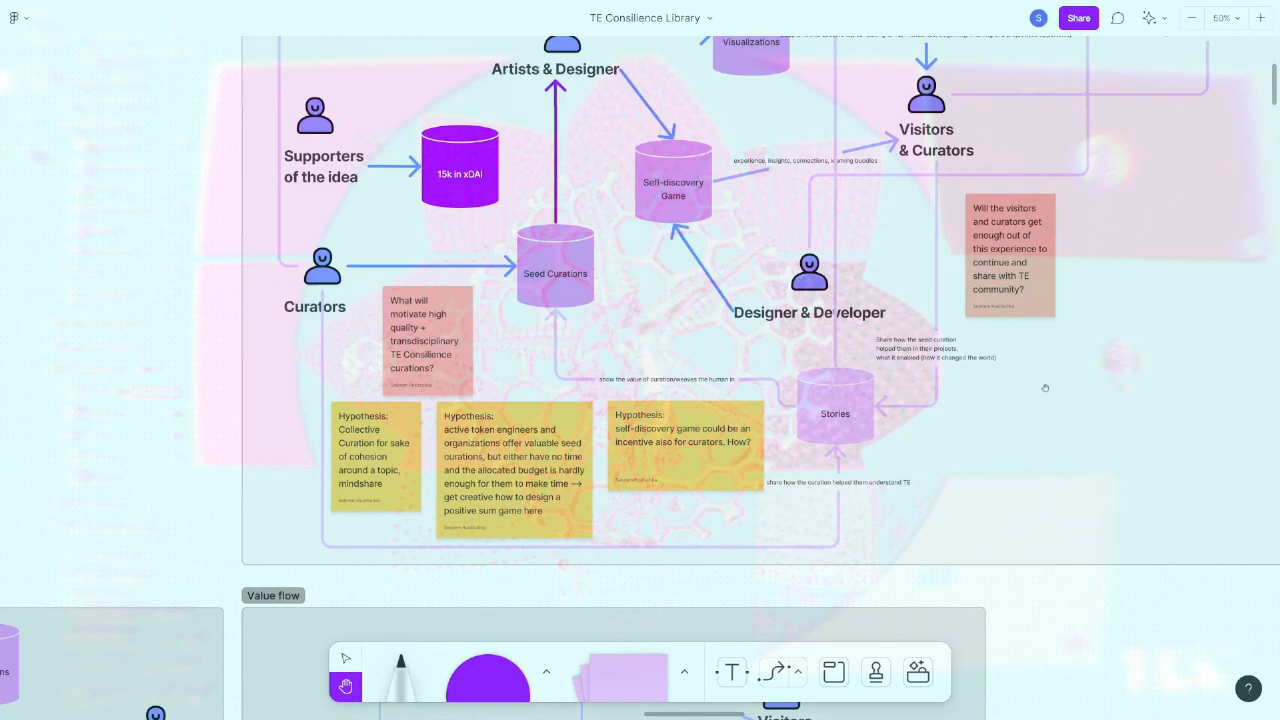 TE Consilience Library
S
Share
50%
Visualizations
Artists & Designer
Supporters
of the idea
15k in xDAI
Visitors
& Curators
experience, insights, connections, learning buddies
Self-discovery
Game
Will the visitors
and curators get
enough out of
this experience to
continue and
share with TE
community?
Seed Curations
Curators
What will
motivate high
quality +
transdisciplinary
TE Consilience
curations?
Designer & Developer
Share how the seed curation
helped them in their projects,
what it enabled (how it changed the world)
show the value of curation/weaves the human in
Stories
Hypothesis:
Collective
Curation for sake
of cohesion
around a topic,
mindshare
Hypothesis:
active token engineers and
organizations offer valuable seed
curations, but either have no time
and the allocated budget is hardly
enough for them to make time -->
get creative how to design a
positive sum game here
Hypothesis:
self-discovery game could be an
incentive also for curators. How?
share how the curation helped them understand TE
Value flow
T
?